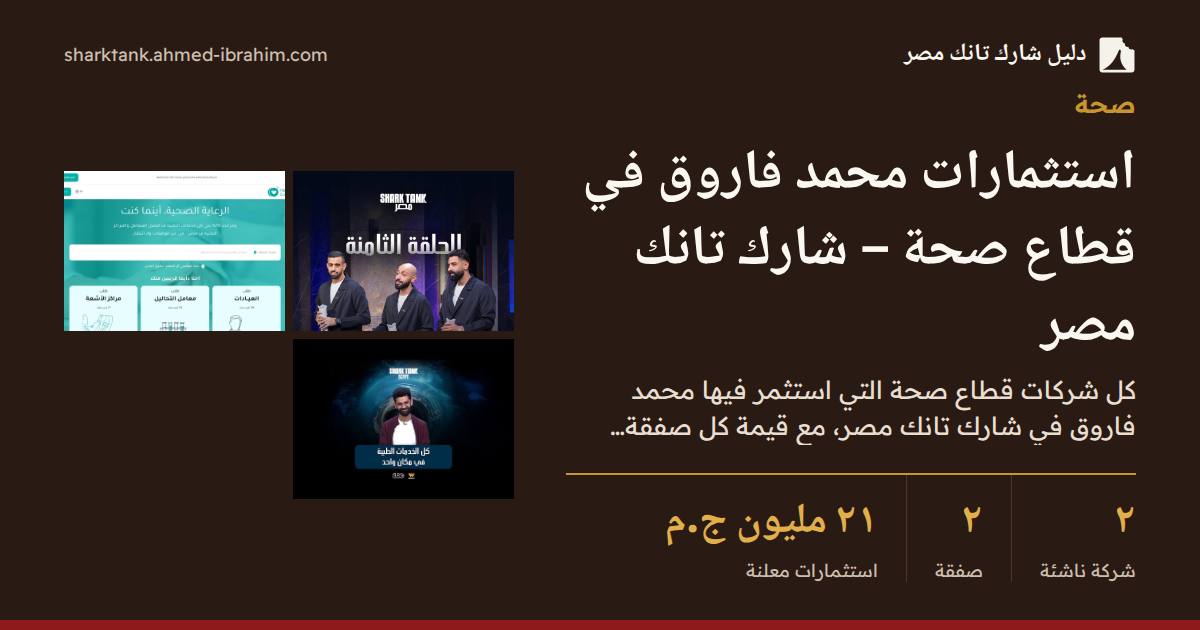 دليل شارك تانك مصر
sharktank.ahmed-ibrahim.com
صحة
استثمارات محمد فاروق في
قطاع صحة – شارك تانك
مصر
كل شركات قطاع صحة التي استثمر فيها محمد
فاروق في شارك تانك مصر، مع قيمة كل صفقة...
٢
شركة ناشئة
٢
صفقة
٢١ مليون ج.م
استثمارات معلنة
SHARK TANK
مصر
الحلقة الثامنة
الرعاية الصحية، أينما كنت
العيادات
معامل التحاليل
مراكز الأشعة
SHARK TANK
EGYPT
كل الخدمات الطبية
في مكان واحد